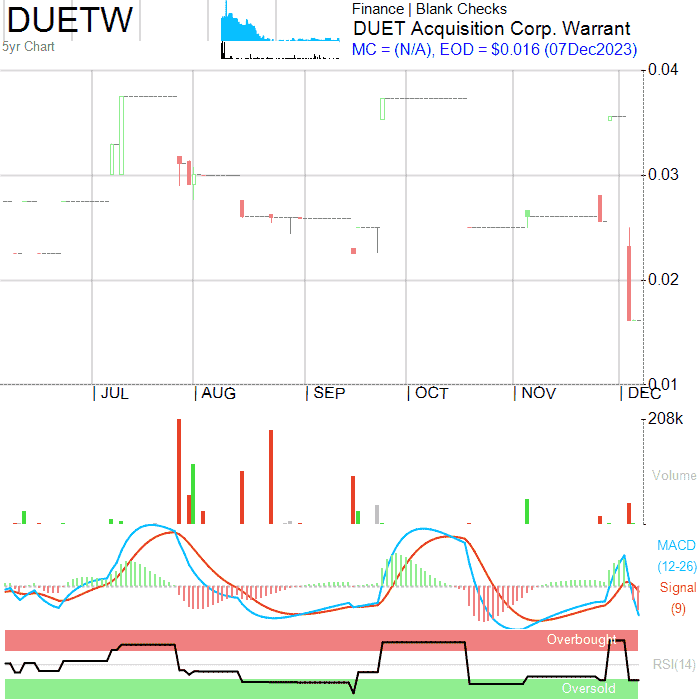 DUETW
5yr Chart
Finance | Blank Checks
DUET Acquisition Corp. Warrant
MC = (N/A), EOD = $0.016 (07Dec2023)
0.04
0.03
0.02
0.01
JUL
AUG
SEP
OCT
NOV
DEC
208k
Volume
MACD
(12-26)
Signal
(9)
Overbought
RSI(14)
Oversold